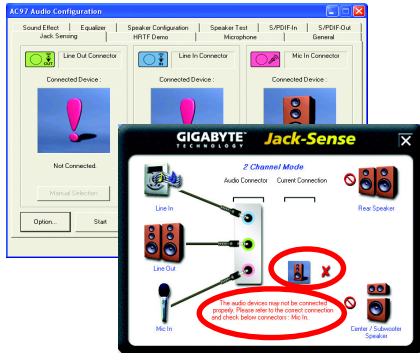 AC97 Audio Configuration
Sound Effect Equalizer Speaker Configuration Speaker Test S/PDIF-In S/PDIF-Out
Jack Sensing HRTF Demo Microphone General
OUT Line Out Connector
Line In Connector
Mic In Connector
Connected Device :
Connected Device :
Connected Device :
Not Connected.
Manual Selection
Option...
Start
GIGABYTE
TECHNOLOGY
Jack-Sense
X
2 Channel Mode
Audio Connector Current Connection
Line In
Rear Speaker
Line Out
The audio devices may not be connected
properly. Please refer to the correct connection
and check below connectors : Mic In.
Mic In
Center / Subwoofer
Speaker